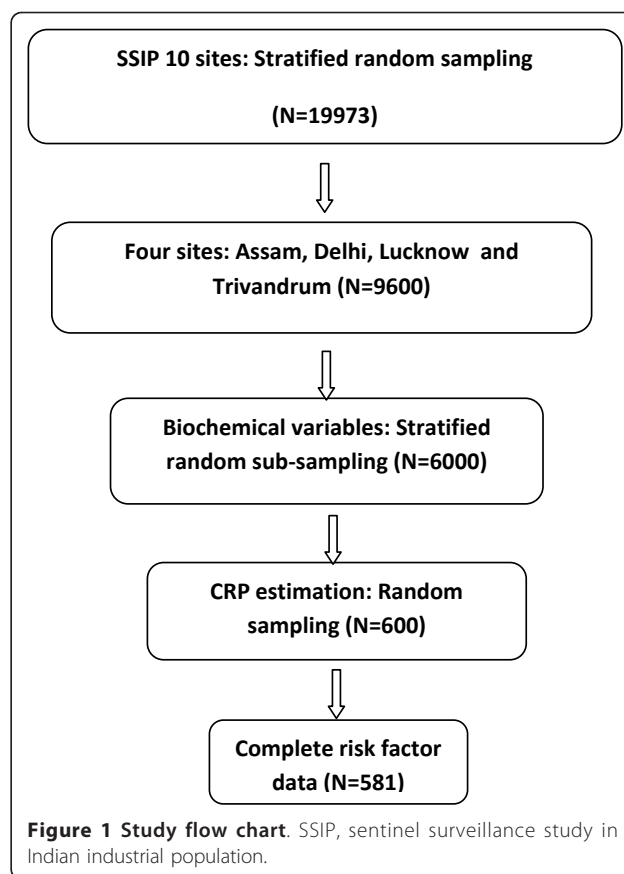 SSIP 10 sites: Stratified random sampling
(N=19973)
Four sites: Assam, Delhi, Lucknow and
Trivandrum (N=9600)
Biochemical variables: Stratified
random sub-sampling (N=6000)
CRP estimation: Random
sampling (N=600)
Complete risk factor
data (N=581)
Figure 1 Study flow chart. SSIP, sentinel surveillance study in
Indian industrial population.